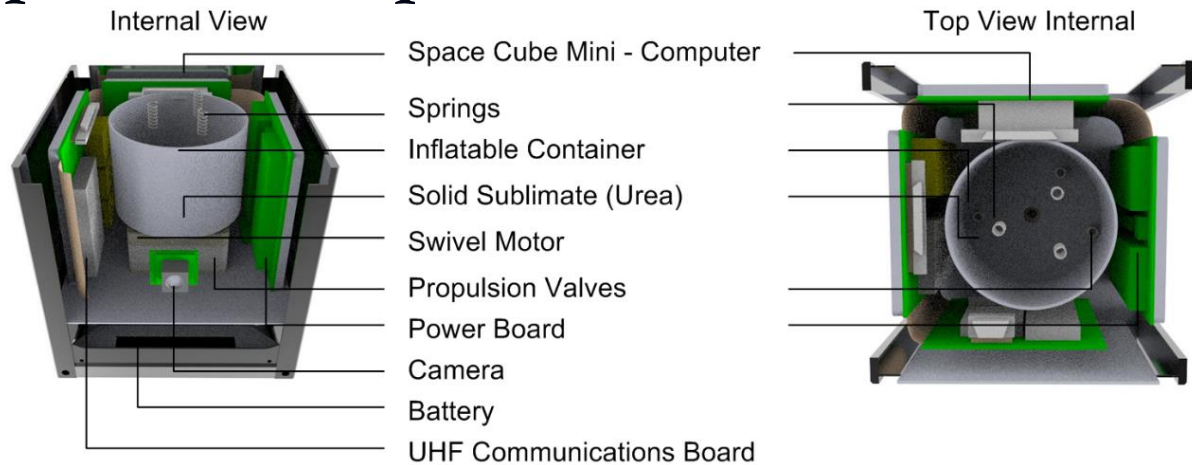 Internal View
Top View Internal
Space Cube Mini - Computer
Springs
Inflatable Container
Solid Sublimate (Urea)
Swivel Motor
Propulsion Valves
Power Board
Camera
Battery
UHF Communications Board